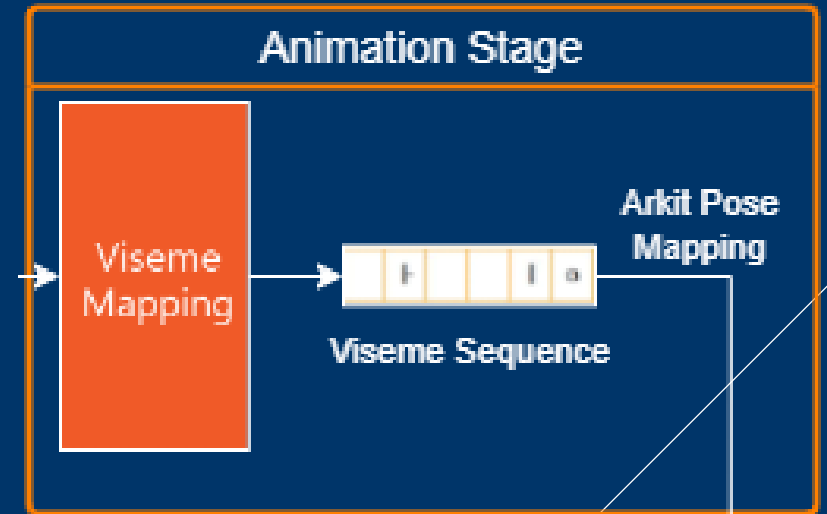 Animation Stage
Viseme
Mapping
Arkit Pose
Mapping
a
Viseme Sequence